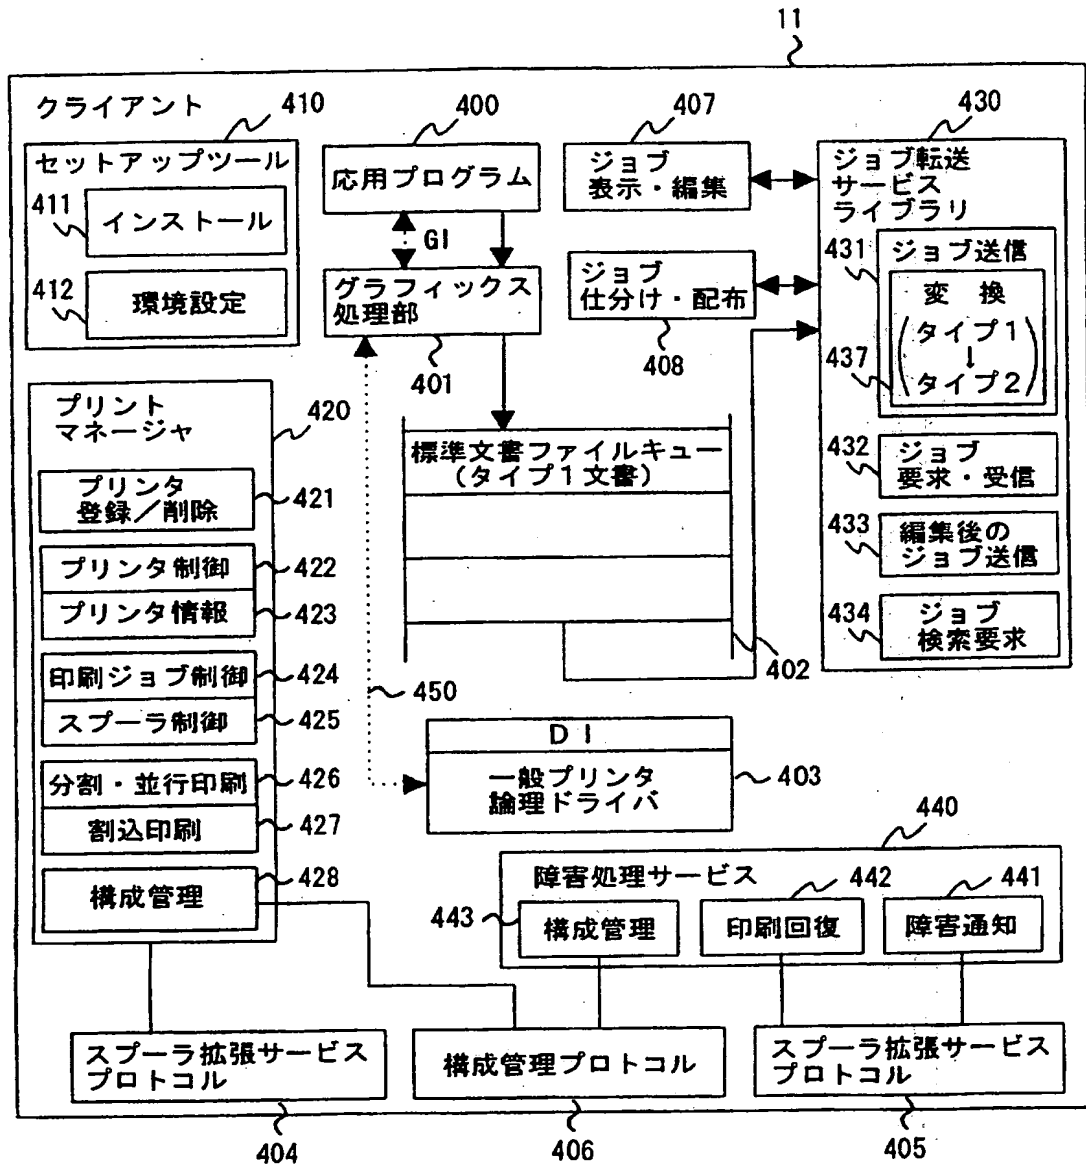 11
クライアント
410
セットアップツール
411
インストール
412
環境設定
400
応用プログラム
GI
グラフィックス
処理部
401
407
ジョブ
表示・編集
ジョブ
仕分け・配布
408
430
ジョブ転送
サービス
ライブラリ
431
ジョブ送信
変 換
(タイプ1
↓
タイプ2)
437
432
ジョブ
要求・受信
433
編集後の
ジョブ送信
434
ジョブ
検索要求
プリント
マネージャ
420
プリンタ
登録／削除
421
プリンタ制御
422
プリンタ情報
423
印刷ジョブ制御
424
スプーラ制御
425
分割・並行印刷
426
割込印刷
427
構成管理
428
標準文書ファイルキュー
(タイプ1文書)
402
450
DI
一般プリンタ
論理ドライバ
403
440
障害処理サービス
443
構成管理
442
印刷回復
441
障害通知
スプーラ拡張サービス
プロトコル
404
構成管理プロトコル
406
スプーラ拡張サービス
プロトコル
405